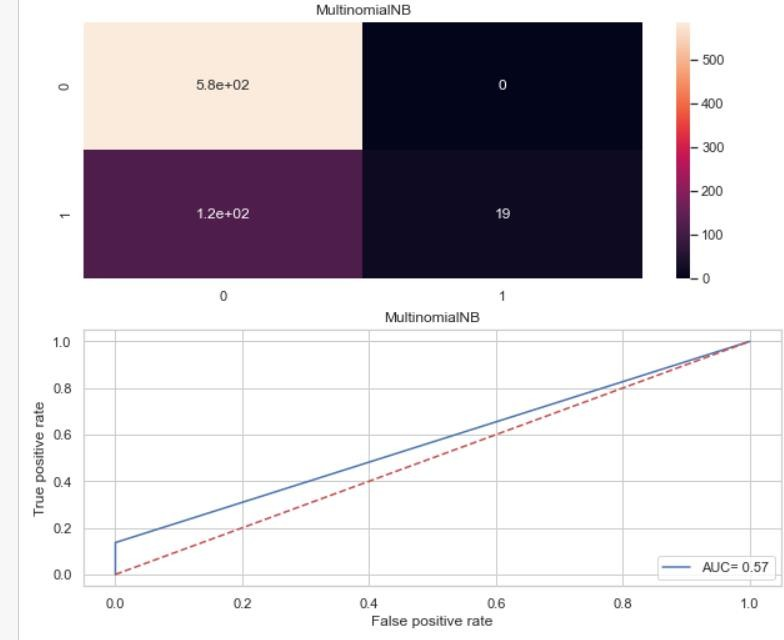 MultinomialNB
0 5.8e+02 0
1 1.2e+02 19
0 1
500
400
300
200
100
0
MultinomialNB
True positive rate
1.0
0.8
0.6
0.4
0.2
0.0
AUC= 0.57
0.0 0.2 0.4 0.6 0.8 1.0
False positive rate